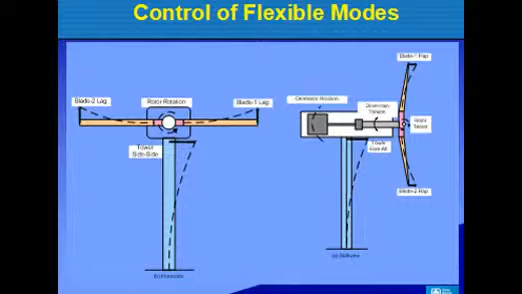 Control of Flexible Modes
Blade-1 Flap
Blade-2 Lag
Rotor Rotation
Blade-1 Lag
Generator Rotation
Drivetrain
Torsion
Rotor
Tower
Side-Side
Tower
Fore-Aft
Blade-2 Flap